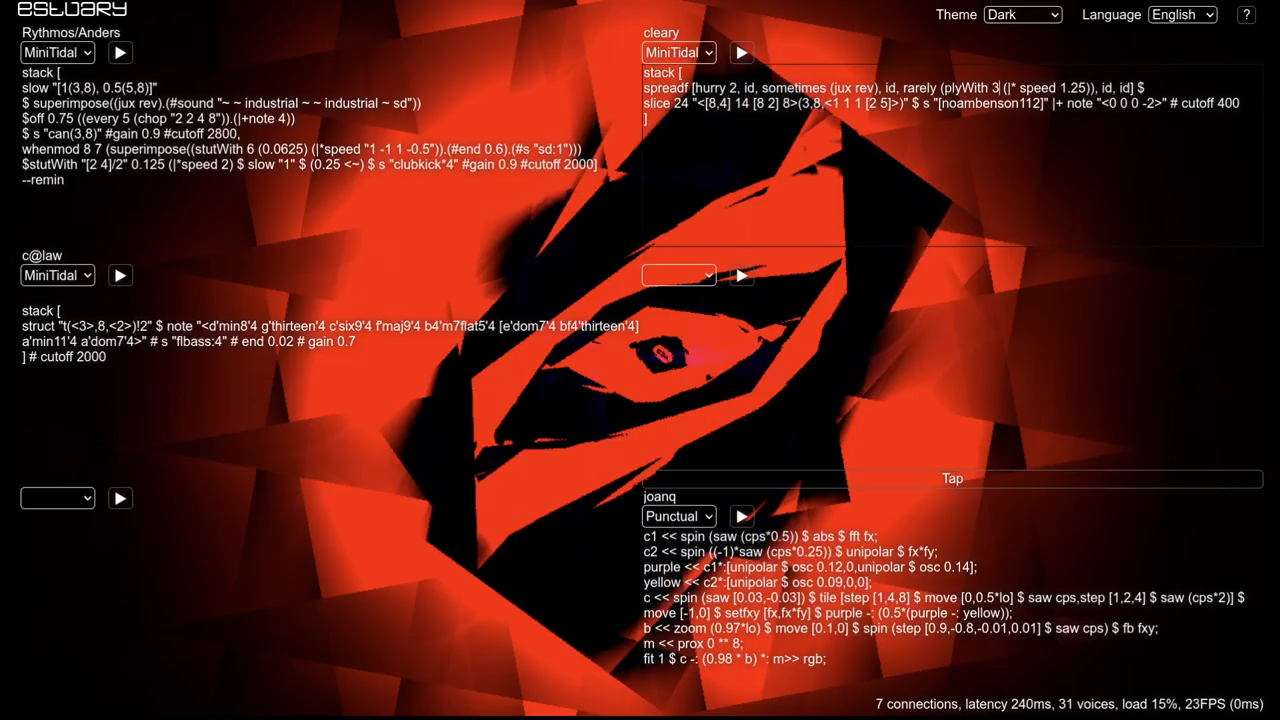 estuary
Theme Dark Language English ?
Rythmos/Anders
MiniTidal
stack [
slow "[1(3,8), 0.5(5,8)]"
$ superimpose((jux rev).(#sound "~ ~ industrial ~ ~ industrial ~ sd"))
$off 0.75 ((every 5 (chop "2 2 4 8")).(|+note 4))
$ s "can(3,8)" #gain 0.9 #cutoff 2800,
whenmod 8 7 (superimpose((stutWith 6 (0.0625) (|*speed "1 -1 1 -0.5")).(#end 0.6).(#s "sd:1")))
$stutWith "[2 4]/2" 0.125 (|*speed 2) $ slow "1" $ (0.25 <~) $ s "clubkick*4" #gain 0.9 #cutoff 2000]
--remin
cleary
MiniTidal
stack [
spreadf [hurry 2, id, sometimes (jux rev), id, rarely (plyWith 3 (|* speed 1.25)), id, id] $
slice 24 "<[8,4] 14 [8 2] 8>(3,8,<1 1 1 [2 5]>)" $ s "[noambenson112]" |+ note "<0 0 0 -2>" # cutoff 400
]
c@law
MiniTidal
stack [
struct "t(<3>,8,<2>)!2" $ note "<d'min8'4 g'thirteen'4 c'six9'4 f'maj9'4 b4'm7flat5'4 [e'dom7'4 bf4'thirteen'4]
a'min11'4 a'dom7'4>" # s "flbass:4" # end 0.02 # gain 0.7
] # cutoff 2000
Tap
joanq
Punctual
c1 << spin (saw (cps*0.5)) $ abs $ fft fx;
c2 << spin ((-1)*saw (cps*0.25)) $ unipolar $ fx*fy;
purple << c1*:[unipolar $ osc 0.12,0,unipolar $ osc 0.14];
yellow << c2*:[unipolar $ osc 0.09,0,0];
c << spin (saw [0.03,-0.03]) $ tile [step [1,4,8] $ move [0,0.5*lo] $ saw cps,step [1,2,4] $ saw (cps*2)] $
move [-1,0] $ setfxy [fx,fx*fy] $ purple -: (0.5*(purple -: yellow));
b << zoom (0.97*lo) $ move [0.1,0] $ spin (step [0.9,-0.8,-0.01,0.01] $ saw cps) $ fb fxy;
m << prox 0 ** 8;
fit 1 $ c -: (0.98 * b) *: m>> rgb;
7 connections, latency 240ms, 31 voices, load 15%, 23FPS (0ms)